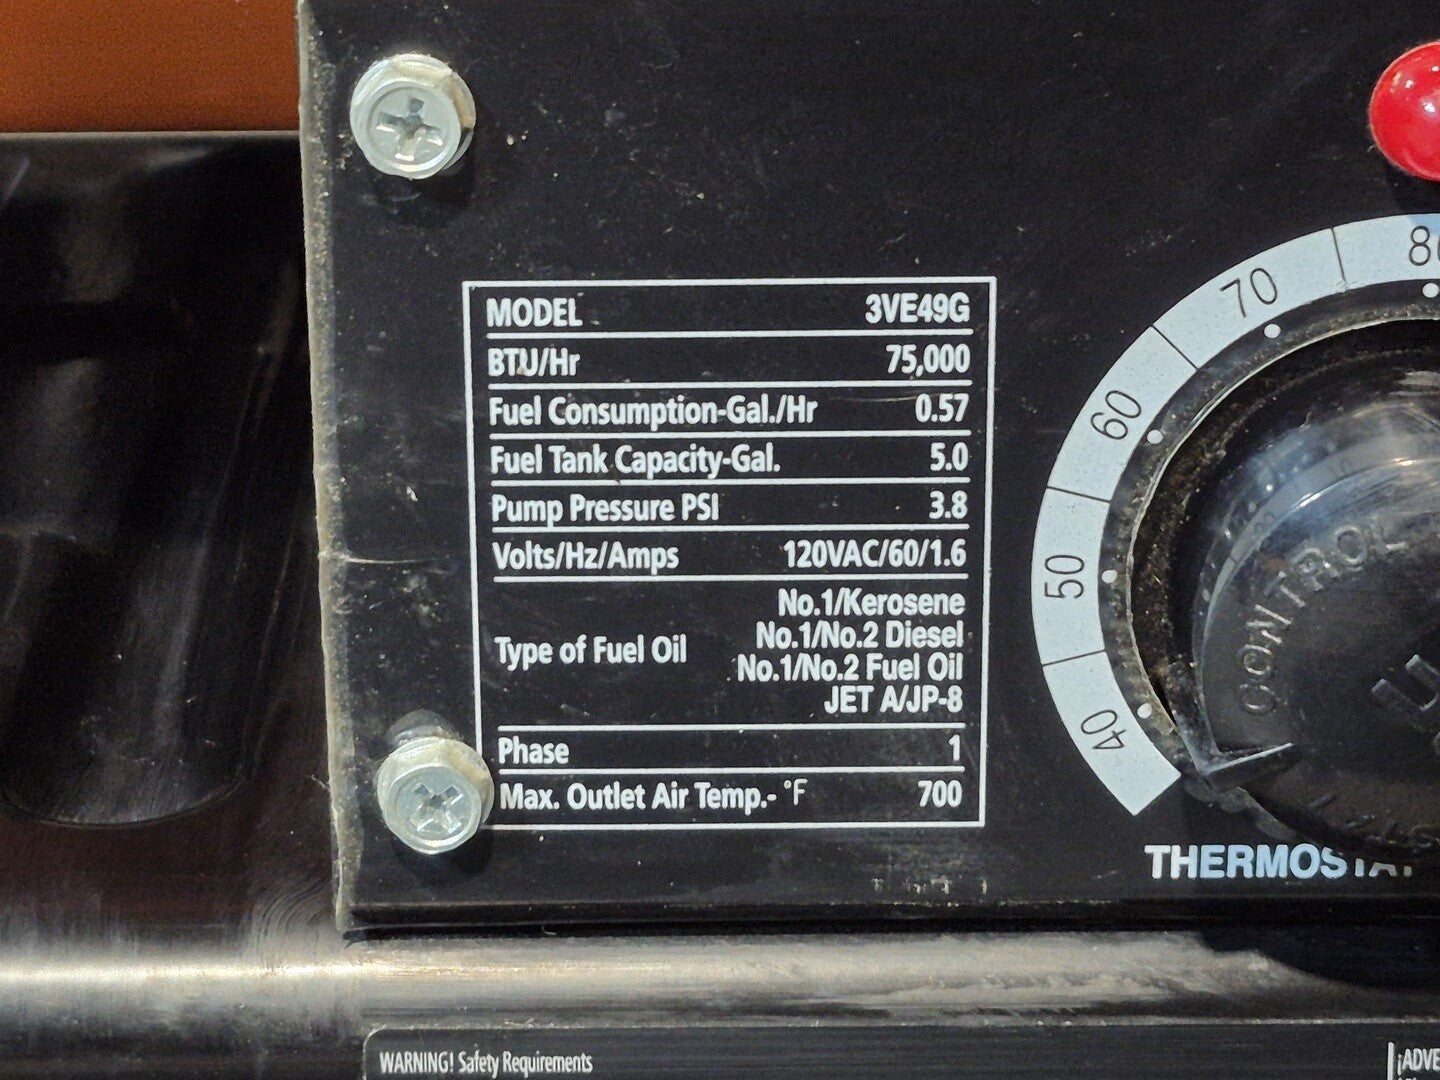 MODEL 3VE49G
BTU/Hr 75,000
Fuel Consumption-Gal./Hr 0.57
Fuel Tank Capacity-Gal. 5.0
Pump Pressure PSI 3.8
Volts/Hz/Amps 120VAC/60/1.6
Type of Fuel Oil
No.1/Kerosene
No.1/No.2 Diesel
No.1/No.2 Fuel Oil
JET A/JP-8
Phase 1
Max. Outlet Air Temp.- °F 700
80
70
60
50
40
CONTROL
THERMOSTAT
WARNING! Safety Requirements
¡ADVE